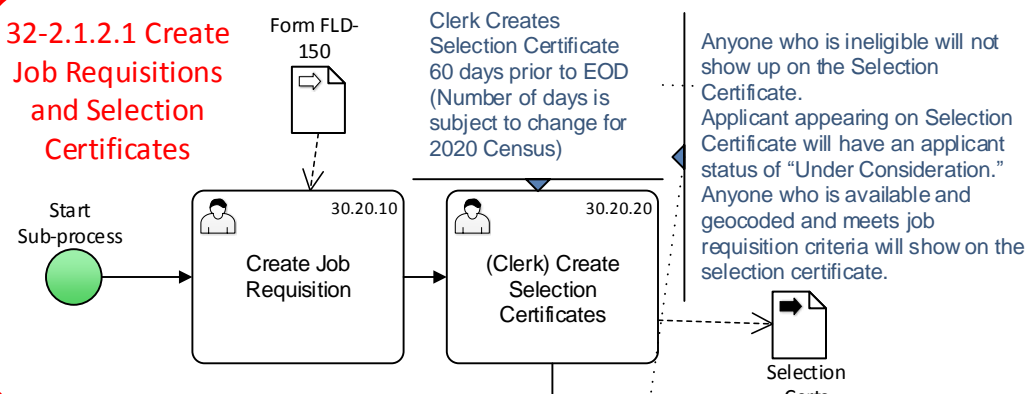 32-2.1.2.1 Create
Job Requisitions
and Selection
Certificates
Form FLD-
150
Clerk Creates
Selection Certificate
60 days prior to EOD
(Number of days is
subject to change for
2020 Census)
Anyone who is ineligible will not
show up on the Selection
Certificate.
Applicant appearing on Selection
Certificate will have an applicant
status of “Under Consideration.”
Anyone who is available and
geocoded and meets job
requisition criteria will show on the
selection certificate.
Start
Sub-process
30.20.10
Create Job
Requisition
30.20.20
(Clerk) Create
Selection
Certificates
Selection
Certs